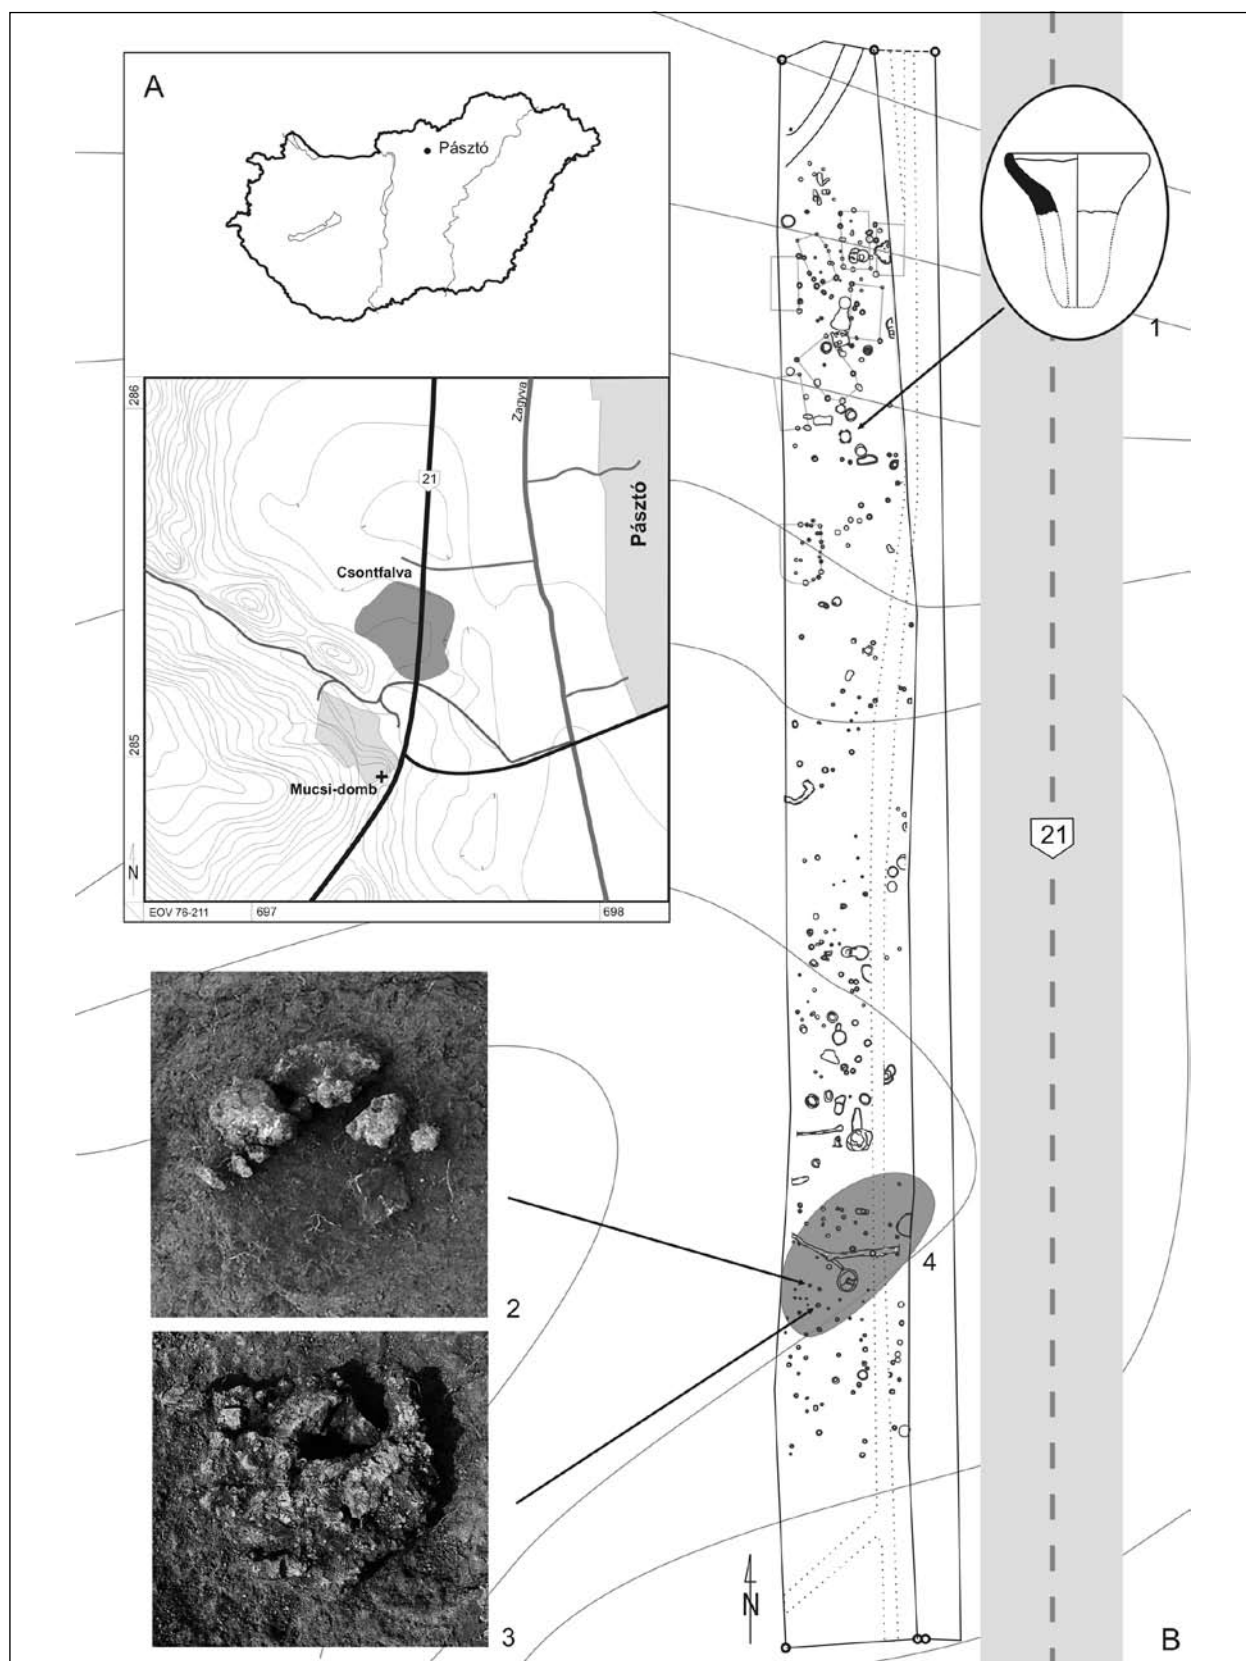 A
Pásztó
286
Zagyva
21
Pásztó
Csontfalva
285
Mucsi-domb
N
EOV 76-211
697
698
1
21
2
4
3
N
B